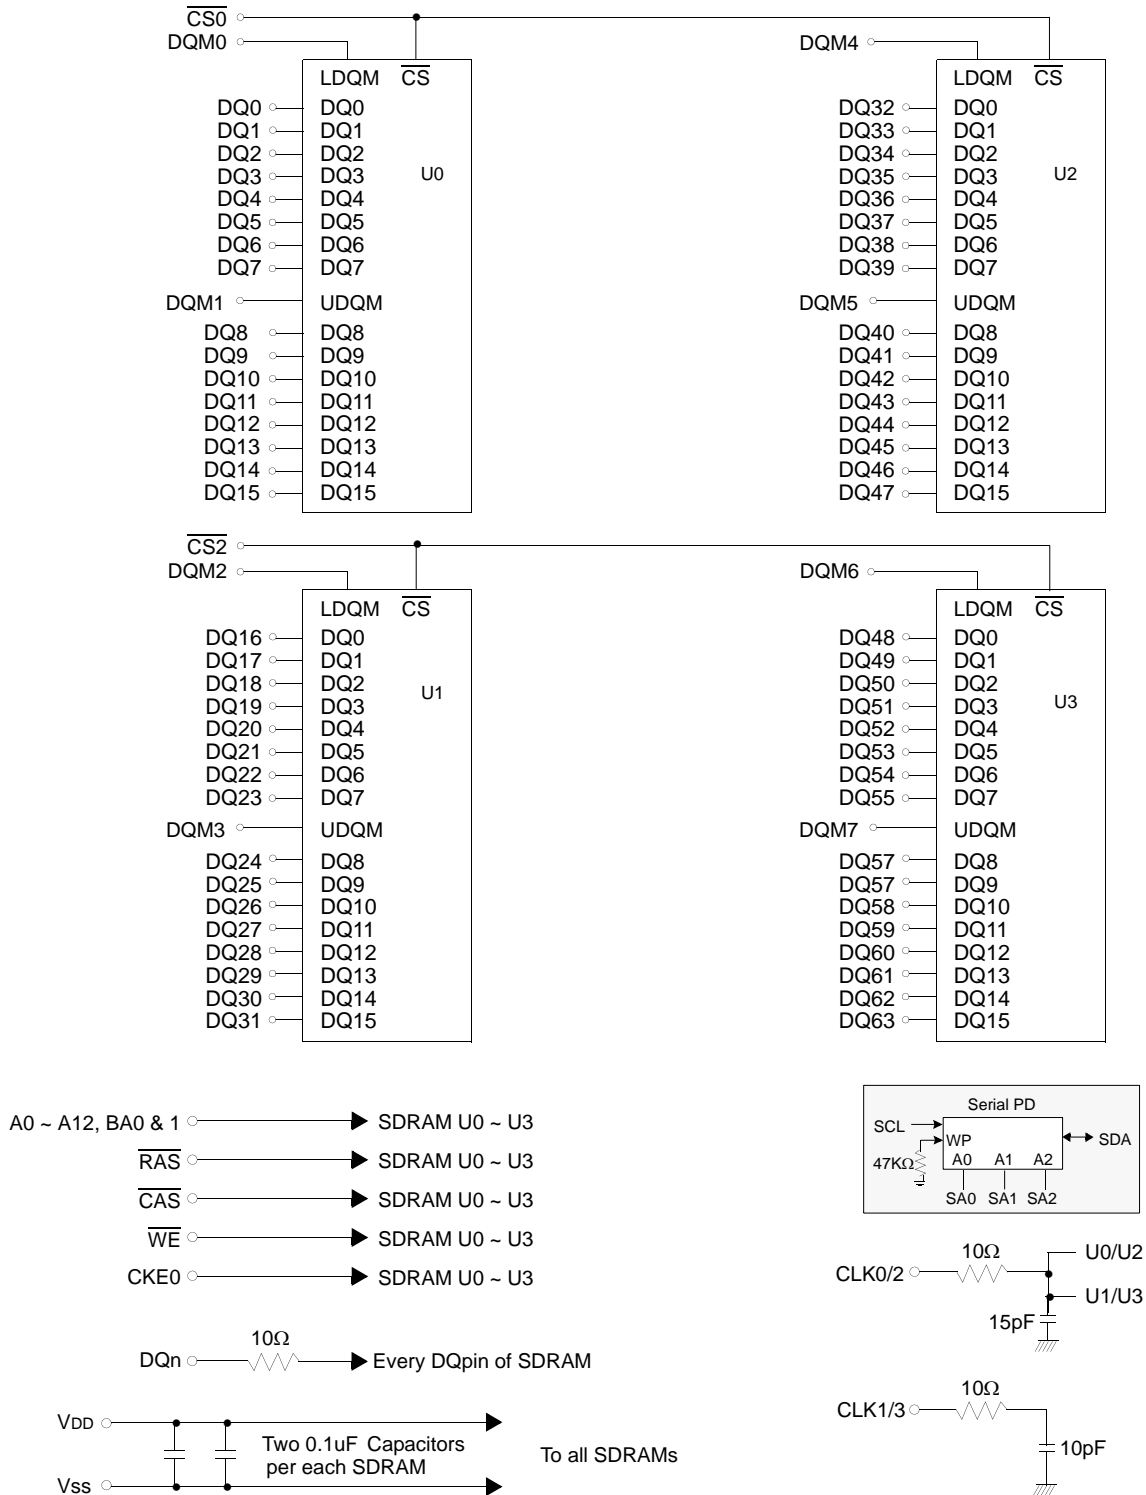 CS0
DQM0
DQM4
LDQM CS
DQ0 DQ0
DQ1 DQ1
DQ2 DQ2
DQ3 DQ3
DQ4 DQ4
DQ5 DQ5
DQ6 DQ6
DQ7 DQ7
DQM1 UDQM
DQ8 DQ8
DQ9 DQ9
DQ10 DQ10
DQ11 DQ11
DQ12 DQ12
DQ13 DQ13
DQ14 DQ14
DQ15 DQ15
U0
LDQM CS
DQ32 DQ0
DQ33 DQ1
DQ34 DQ2
DQ35 DQ3
DQ36 DQ4
DQ37 DQ5
DQ38 DQ6
DQ39 DQ7
DQM5 UDQM
DQ40 DQ8
DQ41 DQ9
DQ42 DQ10
DQ43 DQ11
DQ44 DQ12
DQ45 DQ13
DQ46 DQ14
DQ47 DQ15
U2
CS2
DQM2
DQM6
LDQM CS
DQ16 DQ0
DQ17 DQ1
DQ18 DQ2
DQ19 DQ3
DQ20 DQ4
DQ21 DQ5
DQ22 DQ6
DQ23 DQ7
DQM3 UDQM
DQ24 DQ8
DQ25 DQ9
DQ26 DQ10
DQ27 DQ11
DQ28 DQ12
DQ29 DQ13
DQ30 DQ14
DQ31 DQ15
U1
LDQM CS
DQ48 DQ0
DQ49 DQ1
DQ50 DQ2
DQ51 DQ3
DQ52 DQ4
DQ53 DQ5
DQ54 DQ6
DQ55 DQ7
DQM7 UDQM
DQ57 DQ8
DQ57 DQ9
DQ58 DQ10
DQ59 DQ11
DQ60 DQ12
DQ61 DQ13
DQ62 DQ14
DQ63 DQ15
U3
A0 ~ A12, BA0 & 1 SDRAM U0 ~ U3
RAS SDRAM U0 ~ U3
CAS SDRAM U0 ~ U3
WE SDRAM U0 ~ U3
CKE0 SDRAM U0 ~ U3
10Ω
DQn Every DQpin of SDRAM
VDD
Two 0.1uF Capacitors
per each SDRAM
To all SDRAMs
Vss
Serial PD
SCL
WP
SDA
47KΩ
A0 A1 A2
SA0 SA1 SA2
10Ω
U0/U2
CLK0/2
U1/U3
15pF
10Ω
CLK1/3
10pF